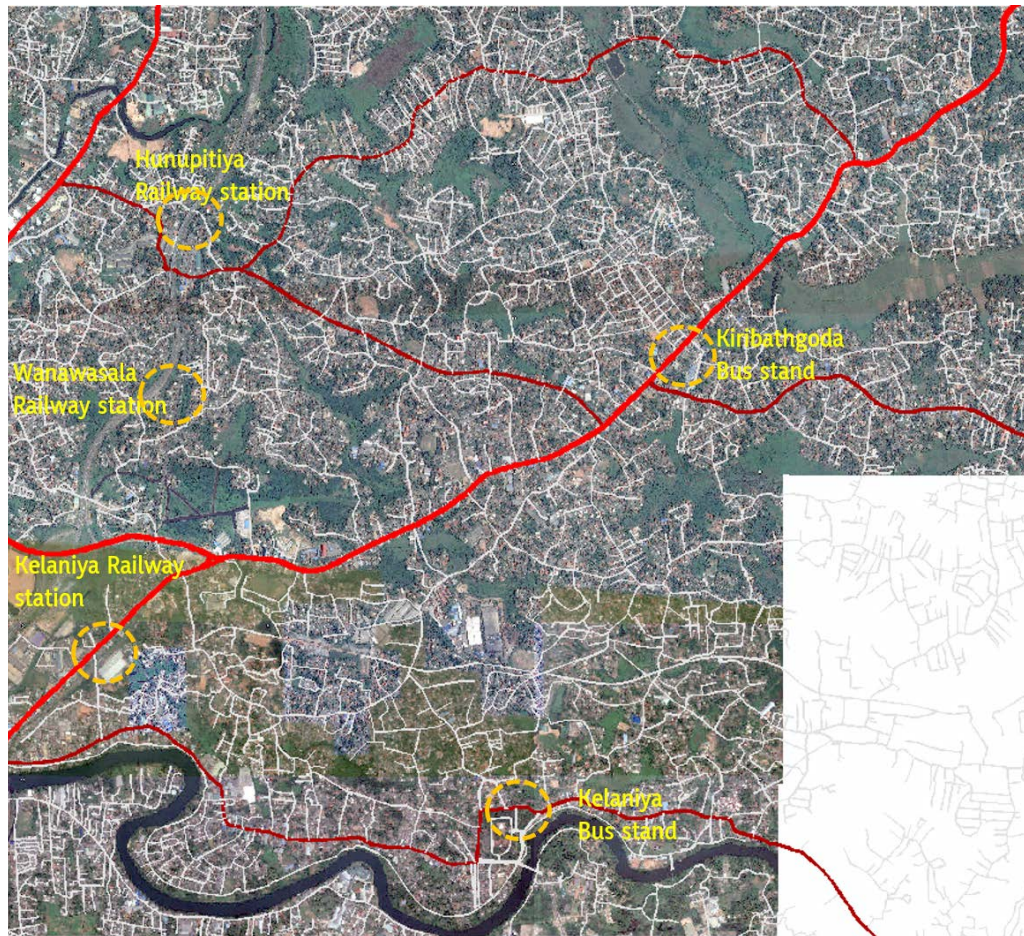 Hunupitiya
Railway station
Kiribathgoda
Bus stand
Wanawasala
Railway station
Kelaniya Railway
station
Kelaniya
Bus stand